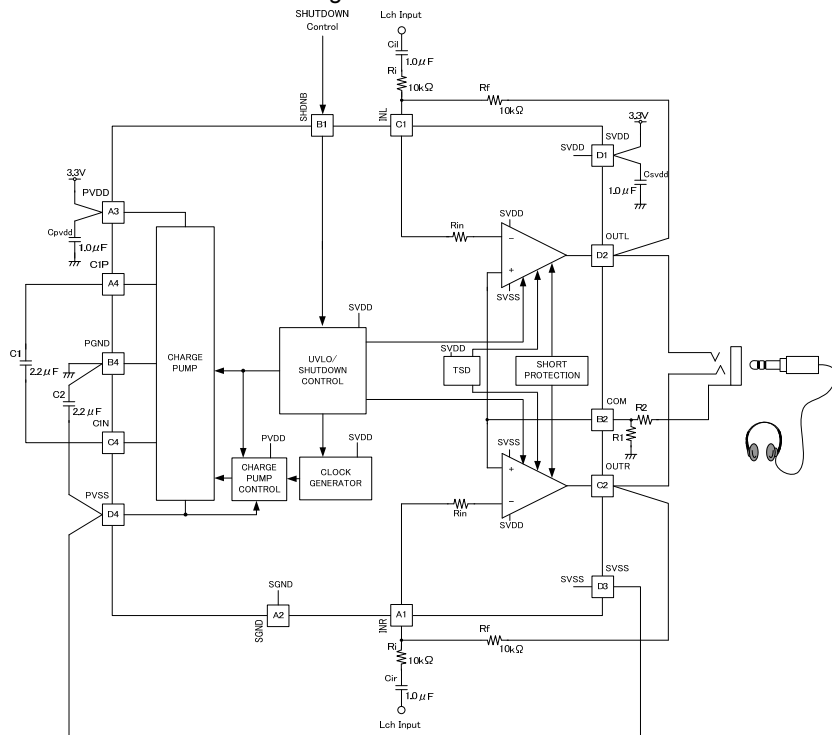 SHUTDOWN
Control
Lch Input
Cil
1.0μF
Ri
10kΩ
Rf
10kΩ
SHDNB
B1
INL
C1
3.3V
SVDD
SVDD
D1
Csvdd
1.0μF
3.3V
PVDD
A3
Cpvdd
1.0μF
C1P
A4
Rin
SVDD
−
+
SVSS
OUTL
D2
PGND
B4
C1
2.2μF
C2
2.2μF
CIN
C4
CHARGE
PUMP
SVDD
UVLO/
SHUTDOWN
CONTROL
SVDD
TSD
SHORT
PROTECTION
COM
B2
R2
R1
PVDD
CHARGE
PUMP
CONTROL
SVDD
CLOCK
GENERATOR
SVSS
+
−
SVDD
Rin
OUTR
C2
PVSS
D4
SVSS
SVSS
D3
SGND
A2
SGND
A1
INR
Ri
10kΩ
Rf
10kΩ
Cir
1.0μF
Lch Input